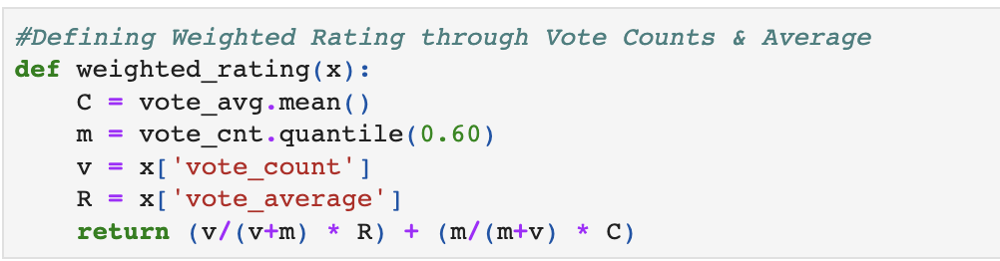 #Defining Weighted Rating through Vote Counts & Average
def weighted_rating(x):
    C = vote_avg.mean()
    m = vote_cnt.quantile(0.60)
    v = x['vote_count']
    R = x['vote_average']
    return (v/(v+m) * R) + (m/(m+v) * C)